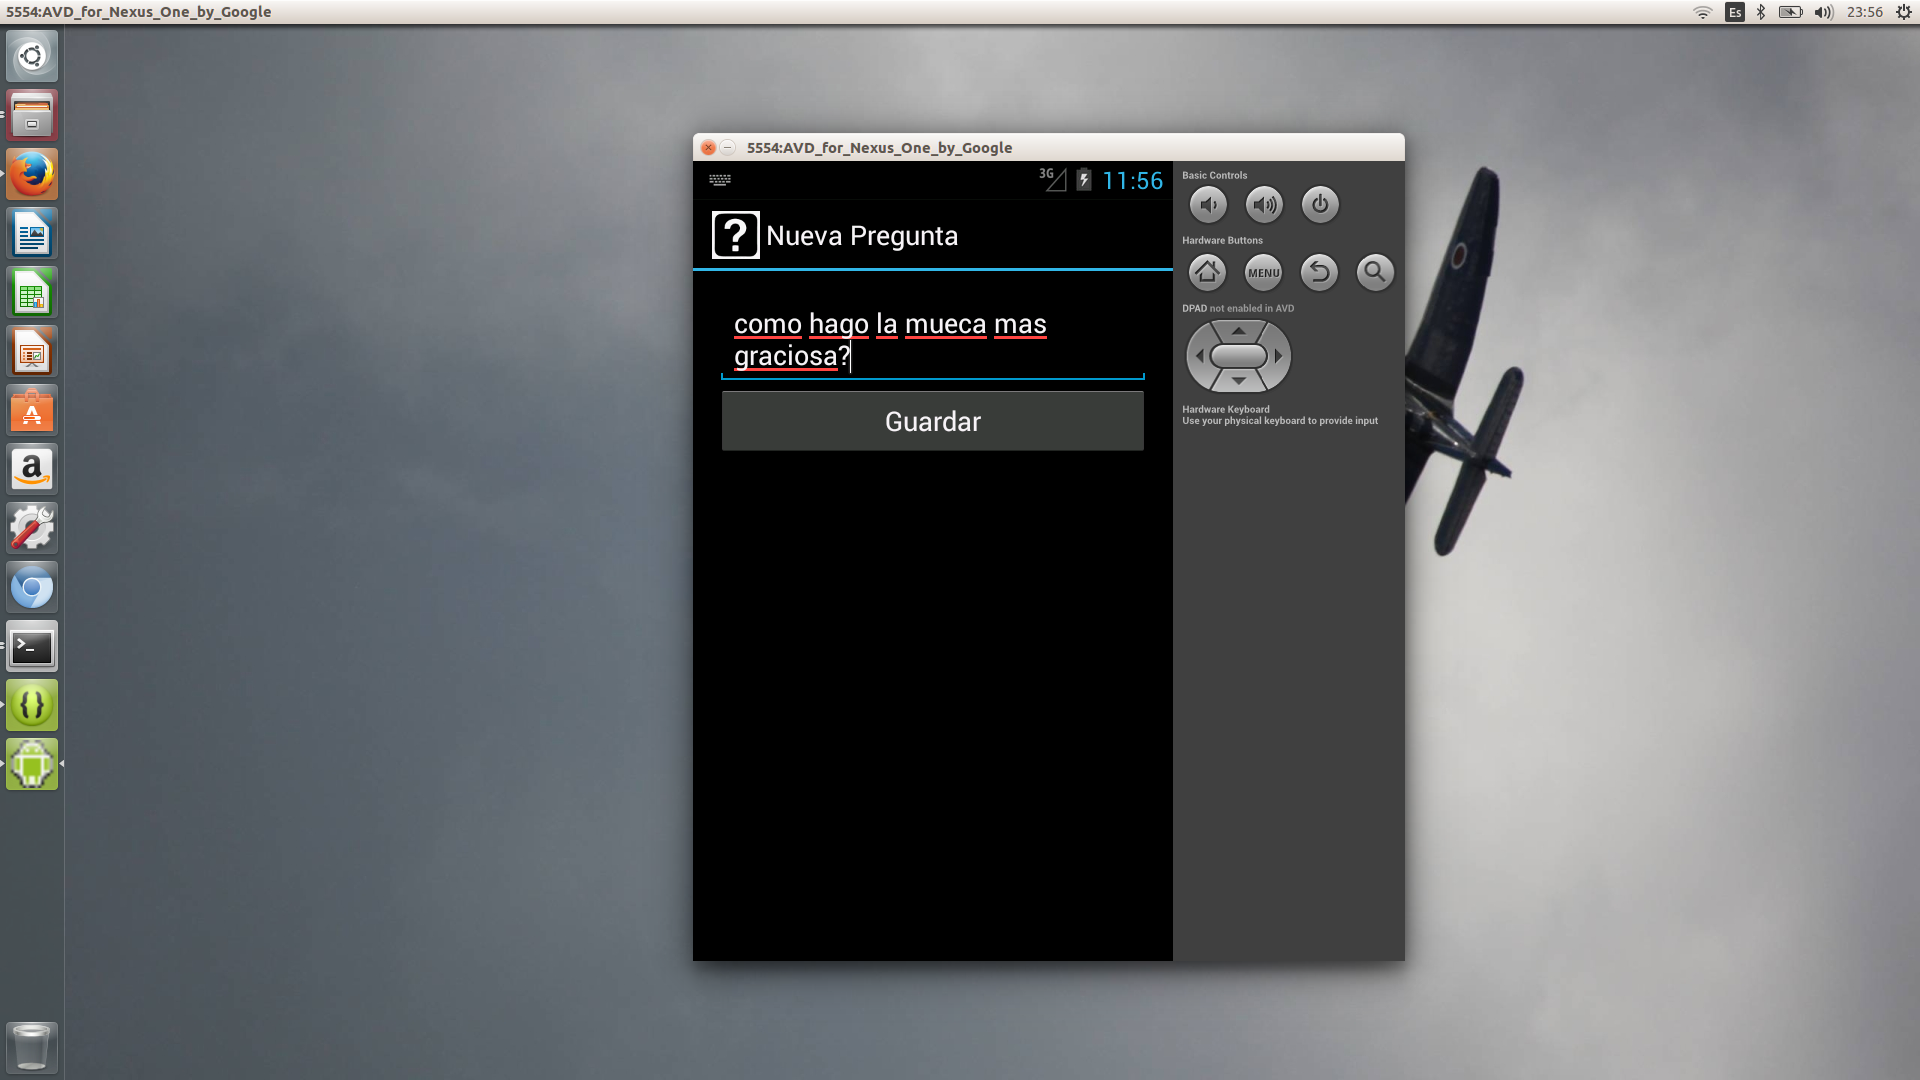 5554:AVD_for_Nexus_One_by_Google
Es
23:56
5554:AVD_for_Nexus_One_by_Google
3G
11:56
? Nueva Pregunta
como hago la mueca mas
graciosa?
Guardar
Basic Controls
Hardware Buttons
MENU
DPAD not enabled in AVD
Hardware Keyboard
Use your physical keyboard to provide input